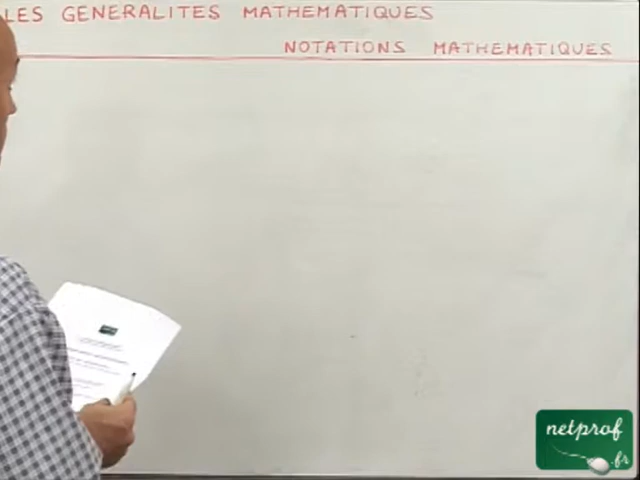 LES GENERALITES MATHEMATIQUES
NOTATIONS MATHEMATIQUES
netprof
.fr